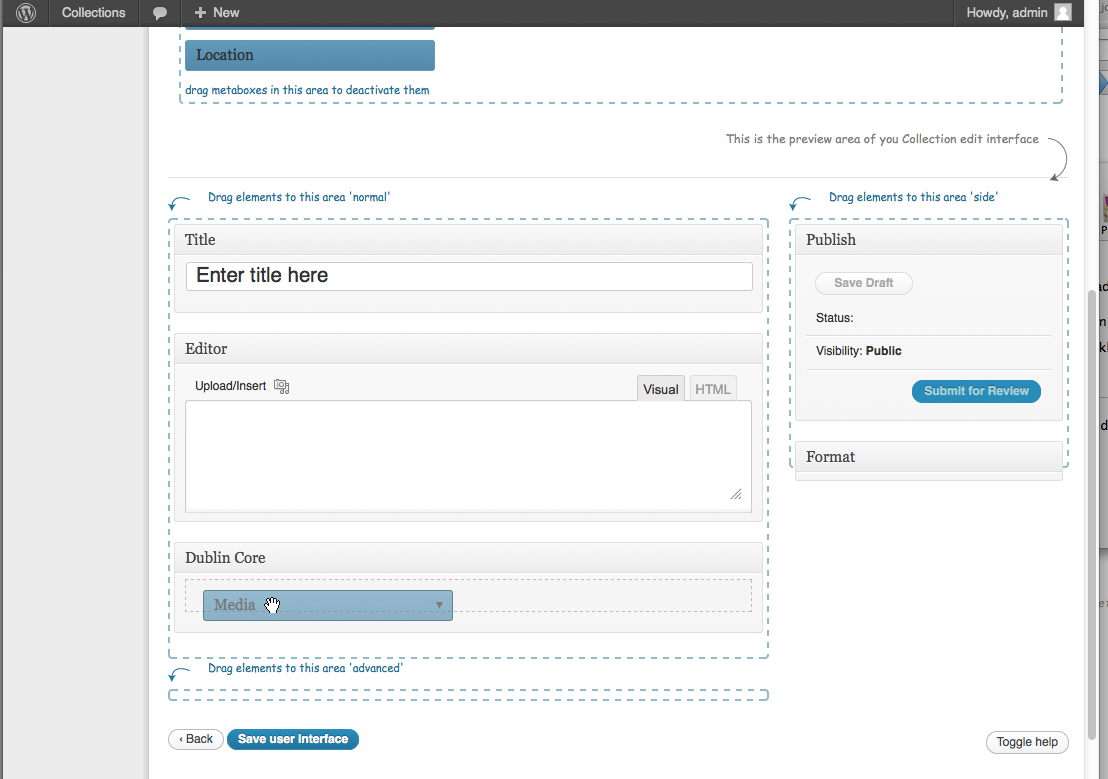 Collections
New
Howdy, admin
Location
drag metaboxes in this area to deactivate them
This is the preview area of you Collection edit interface
Drag elements to this area 'normal'
Drag elements to this area 'side'
Title
Enter title here
Publish
Save Draft
Status:
Visibility: Public
Submit for Review
Editor
Upload/Insert
Visual
HTML
Format
Dublin Core
Media
Drag elements to this area 'advanced'
‹ Back
Save user interface
Toggle help